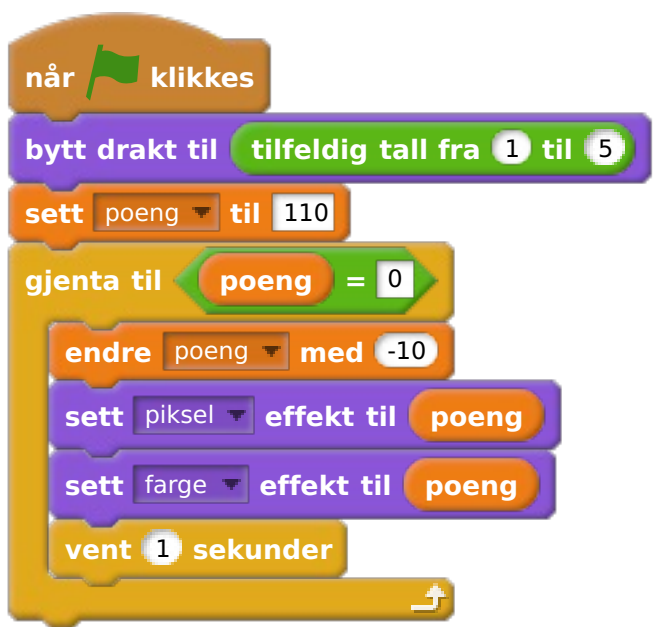 når klikkes
bytt drakt til tilfeldig tall fra 1 til 5
sett poeng til 110
gjenta til poeng = 0
endre poeng med -10
sett piksel effekt til poeng
sett farge effekt til poeng
vent 1 sekunder